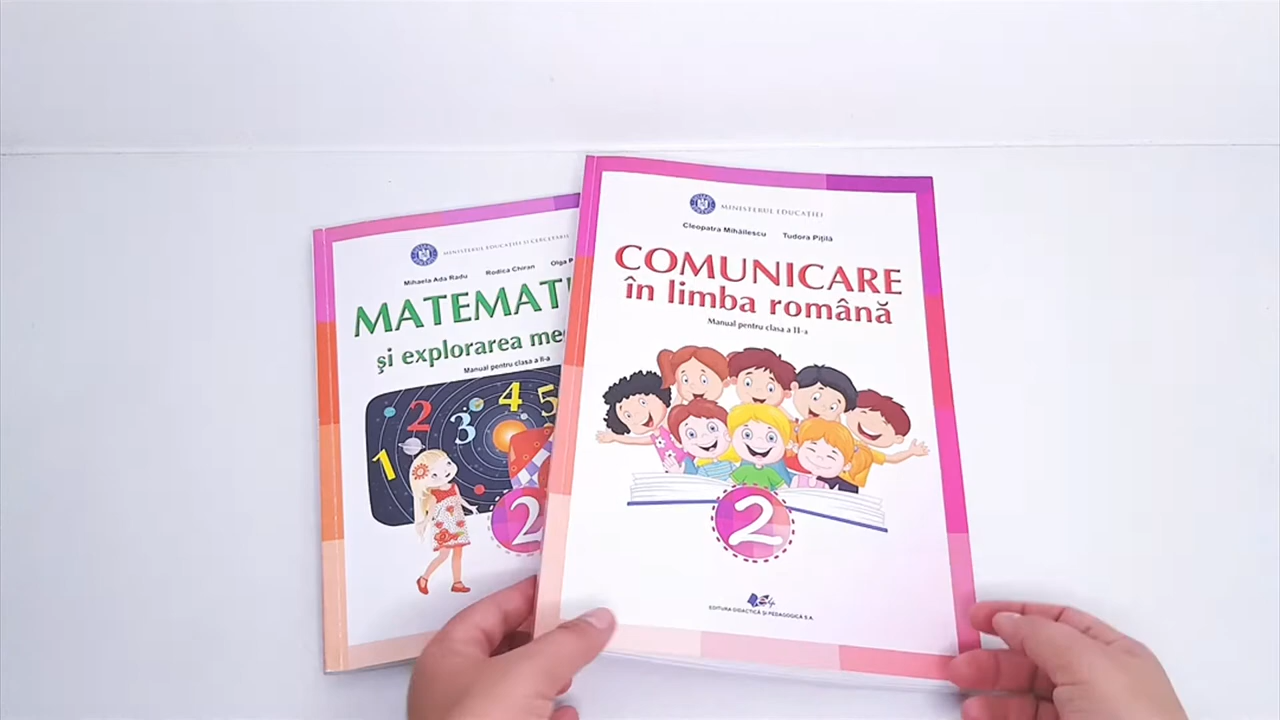 MINISTERUL EDUCAȚIEI ȘI CERCETĂRII
Mihaela Ada Radu Rodica Chiran Olga
MATEMATI
și explorarea me
Manual pentru clasa a II-a
1 2 3 4 5
2
MINISTERUL EDUCAȚIEI
Cleopatra Mihăilescu Tudora Pițilă
COMUNICARE
în limba română
Manual pentru clasa a II-a
2
Edp
EDITURA DIDACTICĂ ȘI PEDAGOGICĂ S.A.